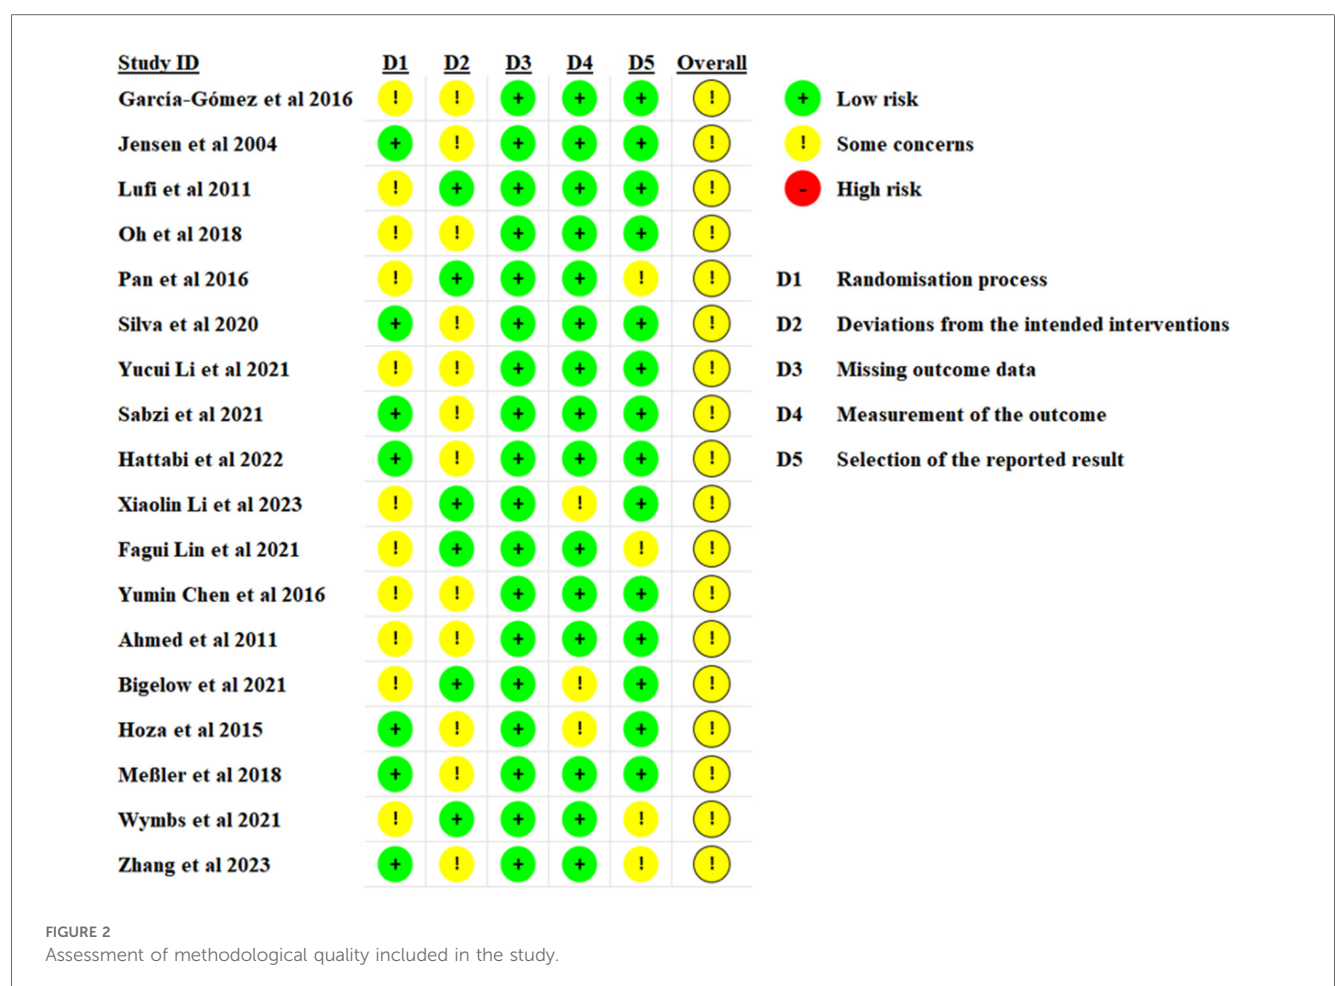 Study ID D1 D2 D3 D4 D5 Overall
García-Gómez et al 2016 ! ! + + + ! + Low risk
Jensen et al 2004 + ! + + + ! ! Some concerns
Lufi et al 2011 ! + + + + ! - High risk
Oh et al 2018 ! ! + + + !
Pan et al 2016 ! + + + ! ! D1 Randomisation process
Silva et al 2020 + ! + + + ! D2 Deviations from the intended interventions
Yucui Li et al 2021 ! ! + + + ! D3 Missing outcome data
Sabzi et al 2021 + ! + + + ! D4 Measurement of the outcome
Hattabi et al 2022 + ! + + + ! D5 Selection of the reported result
Xiaolin Li et al 2023 ! + + ! + !
Fagui Lin et al 2021 ! + + + ! !
Yumin Chen et al 2016 ! ! + + + !
Ahmed et al 2011 ! ! + + + !
Bigelow et al 2021 ! + + ! + !
Hoza et al 2015 + ! + ! + !
Meßler et al 2018 + ! + + + !
Wymbs et al 2021 ! + + + ! !
Zhang et al 2023 + ! + + ! !
FIGURE 2
Assessment of methodological quality included in the study.